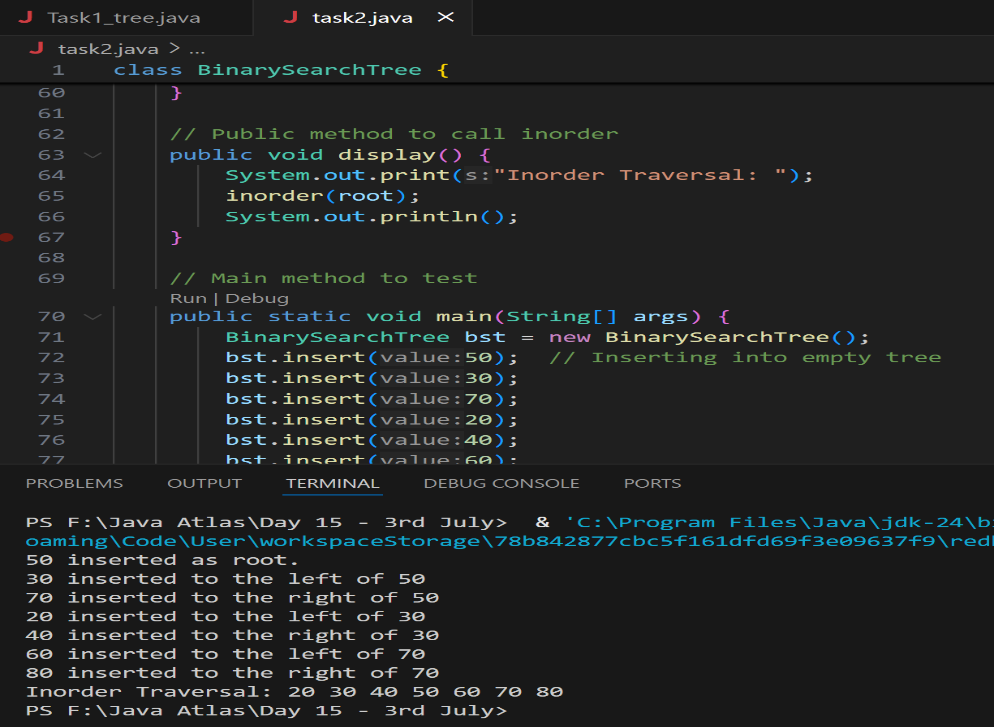 Task1_tree.java task2.java
task2.java > ...
1 class BinarySearchTree {
60 }
61
62 // Public method to call inorder
63 public void display() {
64 System.out.print(s:"Inorder Traversal: ");
65 inorder(root);
66 System.out.println();
67 }
68
69 // Main method to test
Run | Debug
70 public static void main(String[] args) {
71 BinarySearchTree bst = new BinarySearchTree();
72 bst.insert(value:50); // Inserting into empty tree
73 bst.insert(value:30);
74 bst.insert(value:70);
75 bst.insert(value:20);
76 bst.insert(value:40);
77 bst.insert(value:60);
PROBLEMS OUTPUT TERMINAL DEBUG CONSOLE PORTS
PS F:\Java Atlas\Day 15 - 3rd July> & 'C:\Program Files\Java\jdk-24\b
oaming\Code\User\workspaceStorage\78b842877cbc5f161dfd69f3e09637f9\red
50 inserted as root.
30 inserted to the left of 50
70 inserted to the right of 50
20 inserted to the left of 30
40 inserted to the right of 30
60 inserted to the left of 70
80 inserted to the right of 70
Inorder Traversal: 20 30 40 50 60 70 80
PS F:\Java Atlas\Day 15 - 3rd July>